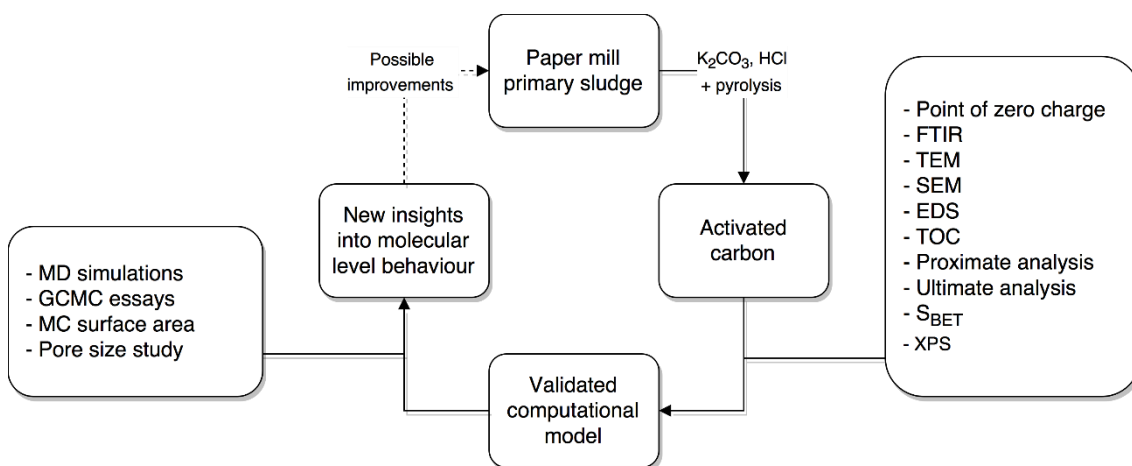 Possible
improvements
Paper mill
primary sludge
K₂CO₃, HCl
+ pyrolysis
- Point of zero charge
- FTIR
- TEM
- SEM
- EDS
- TOC
- Proximate analysis
- Ultimate analysis
- S_BET
- XPS
New insights
into molecular
level behaviour
Activated
carbon
- MD simulations
- GCMC essays
- MC surface area
- Pore size study
Validated
computational
model